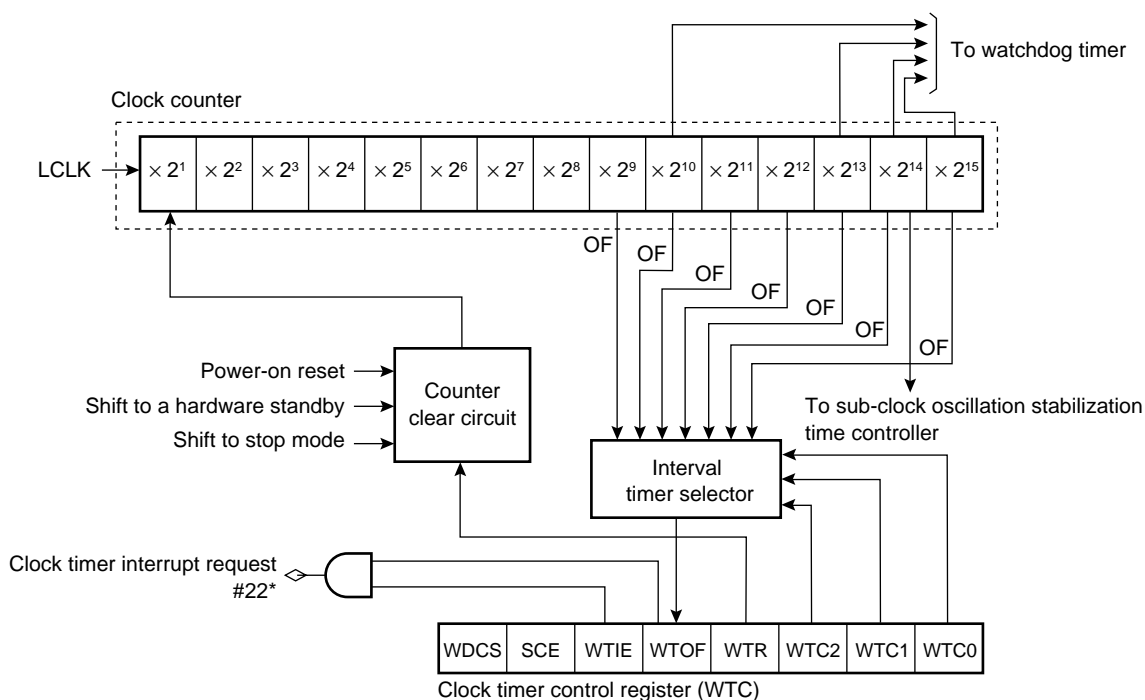 To watchdog timer
Clock counter
LCLK
× 2¹ × 2² × 2³ × 2⁴ × 2⁵ × 2⁶ × 2⁷ × 2⁸ × 2⁹ × 2¹⁰ × 2¹¹ × 2¹² × 2¹³ × 2¹⁴ × 2¹⁵
OF
OF
OF
OF
OF
OF
OF
Power-on reset
Shift to a hardware standby
Shift to stop mode
Counter
clear circuit
To sub-clock oscillation stabilization
time controller
Interval
timer selector
Clock timer interrupt request
#22*
WDCS SCE WTIE WTOF WTR WTC2 WTC1 WTC0
Clock timer control register (WTC)